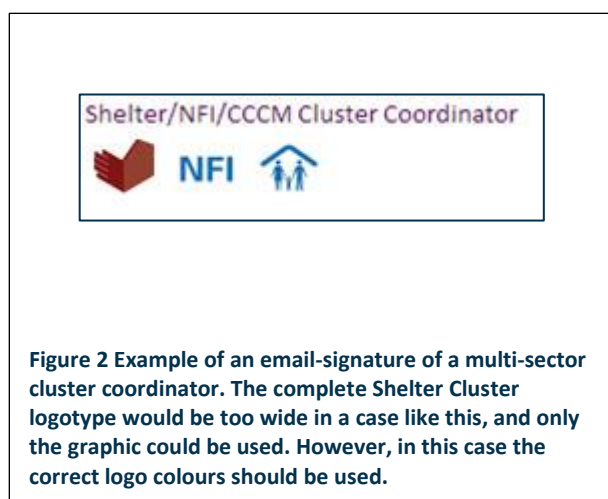 Shelter/NFI/CCCM Cluster Coordinator
NFI
Figure 2 Example of an email-signature of a multi-sector
cluster coordinator. The complete Shelter Cluster
logotype would be too wide in a case like this, and only
the graphic could be used. However, in this case the
correct logo colours should be used.